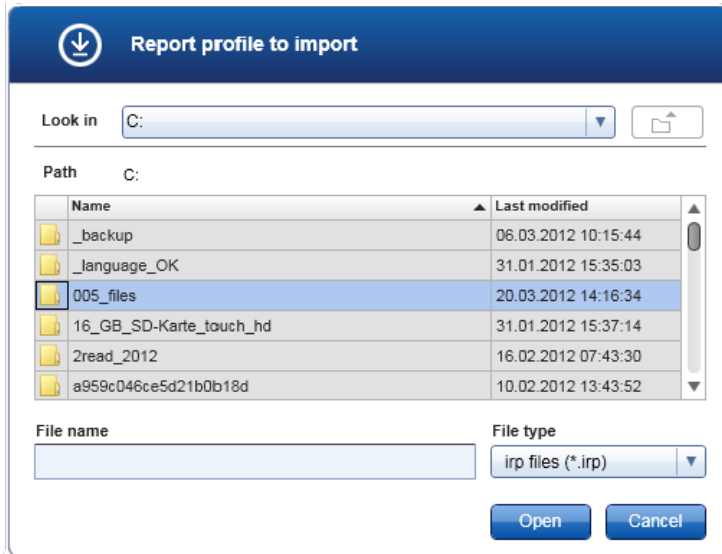 Report profile to import
Look in C:
Path C:
Name Last modified
_backup 06.03.2012 10:15:44
_language_OK 31.01.2012 15:35:03
005_files 20.03.2012 14:16:34
16_GB_SD-Karte_touch_hd 31.01.2012 15:37:14
2read_2012 16.02.2012 07:43:30
a959c046ce5d21b0b18d 10.02.2012 13:43:52
File name File type
irp files (*.irp)
Open Cancel